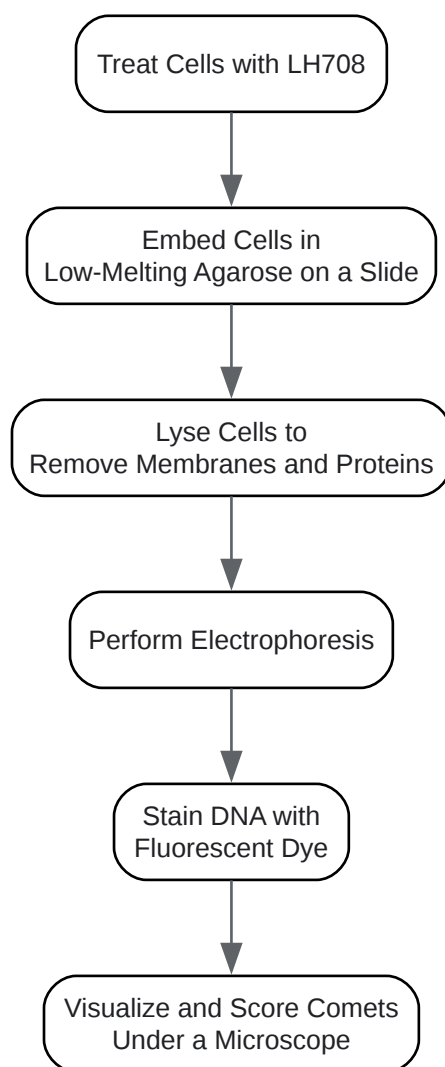 Treat Cells with LH708
Embed Cells in
Low-Melting Agarose on a Slide
Lyse Cells to
Remove Membranes and Proteins
Perform Electrophoresis
Stain DNA with
Fluorescent Dye
Visualize and Score Comets
Under a Microscope